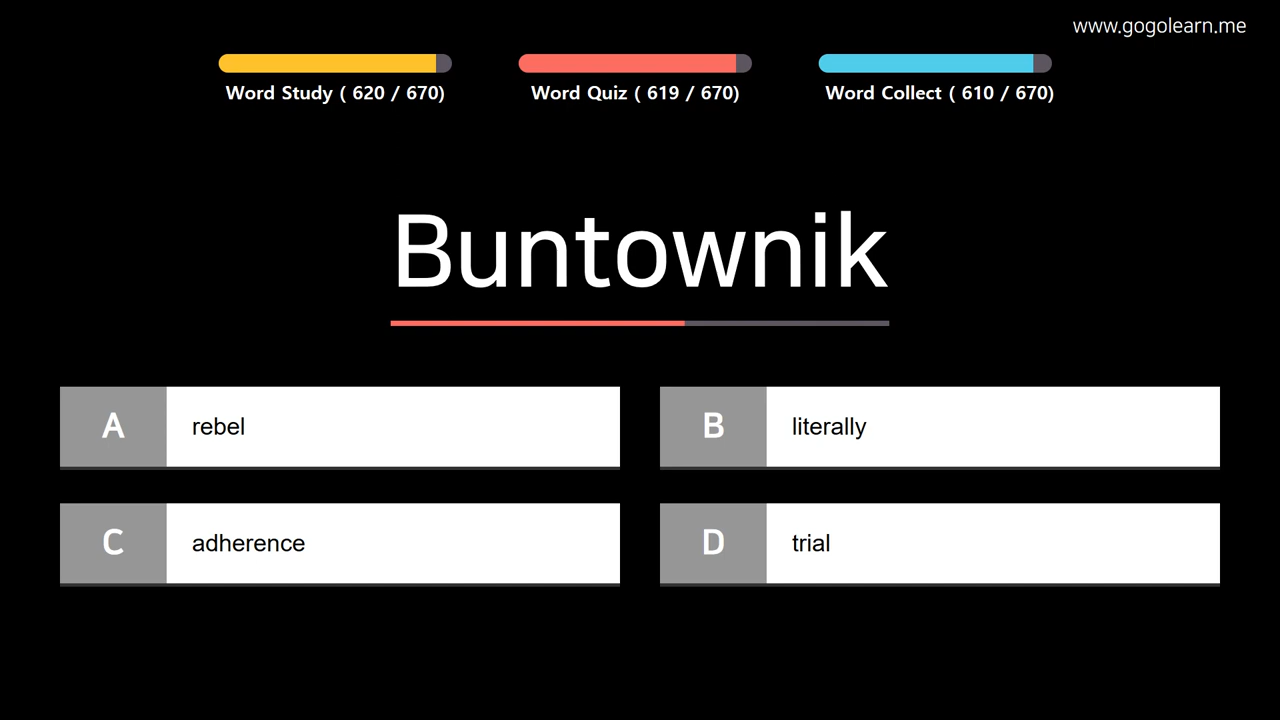 www.gogolearn.me
Word Study ( 620 / 670)
Word Quiz ( 619 / 670)
Word Collect ( 610 / 670)
Buntownik
A rebel
B literally
C adherence
D trial